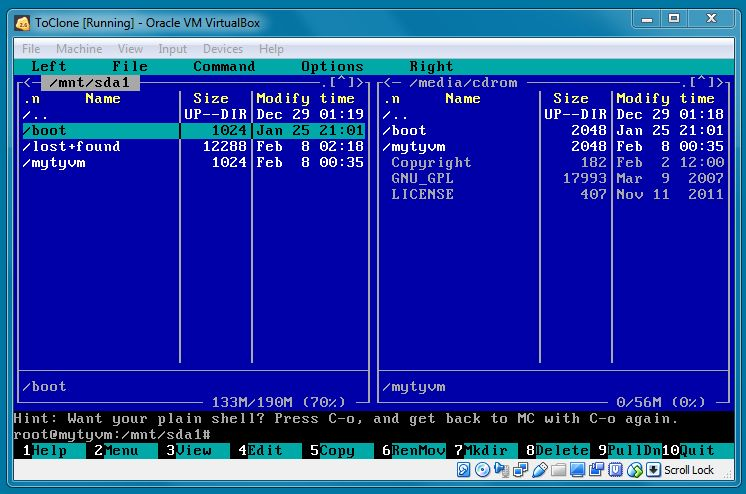 ToClone [Running] - Oracle VM VirtualBox
File Machine View Input Devices Help
Left File Command Options Right
<─ /mnt/sda1 .[^]> <─ /media/cdrom .[^]>
.n Name Size Modify time .n Name Size Modify time
/.. UP--DIR Dec 29 01:19 /.. UP--DIR Dec 29 01:18
/boot 1024 Jan 25 21:01 /boot 2048 Jan 25 21:01
/lost+found 12288 Feb 8 02:18 /mytyvm 2048 Feb 8 00:35
/mytyvm 1024 Feb 8 00:35 Copyright 182 Feb 2 12:00
GNU_GPL 17993 Mar 9 2007
LICENSE 407 Nov 11 2011
/boot /mytyvm
133M/190M (70%) 0/56M (0%)
Hint: Want your plain shell? Press C-o, and get back to MC with C-o again.
root@mytyvm:/mnt/sda1#
1Help 2Menu 3View 4Edit 5Copy 6RenMov 7Mkdir 8Delete 9PullDn 10Quit
Scroll Lock